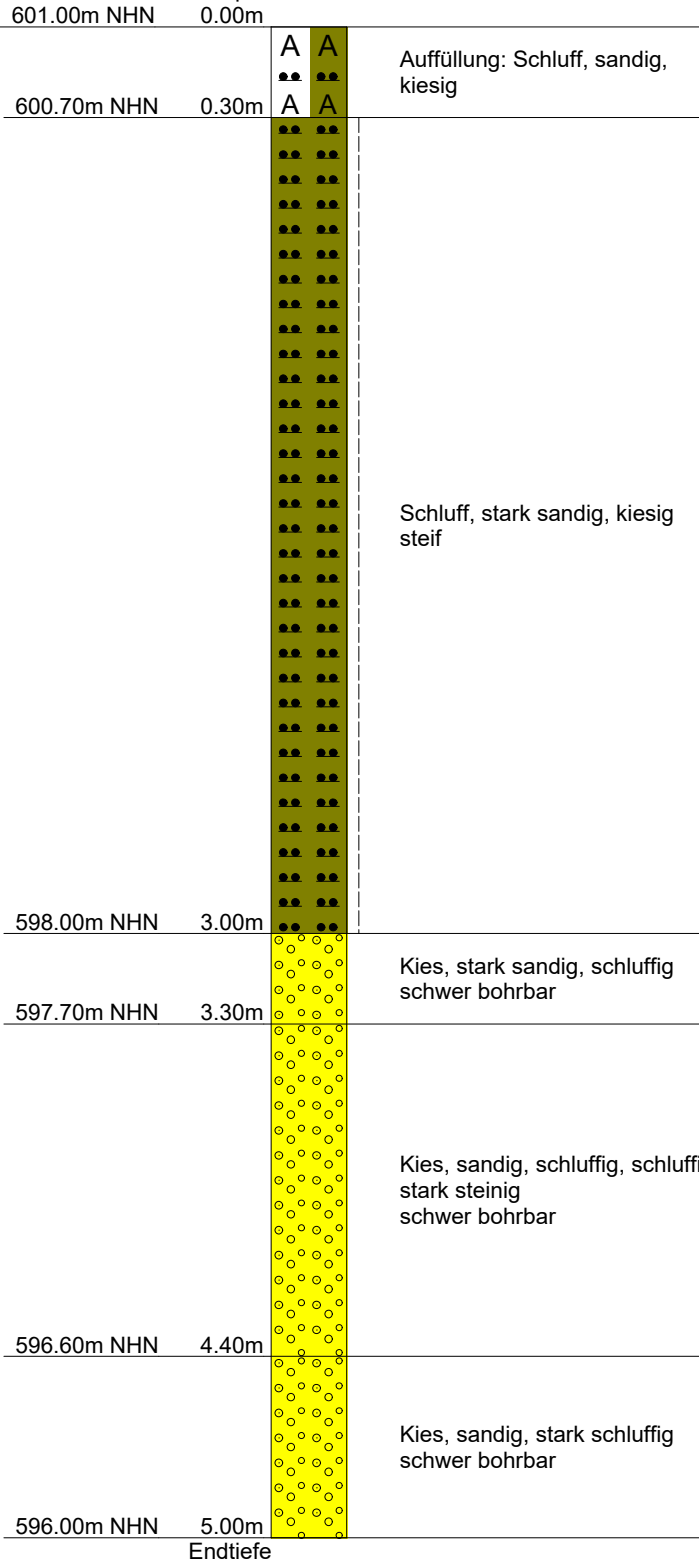 601.00m NHN 0.00m
A A
Auffüllung: Schluff, sandig,
kiesig
600.70m NHN 0.30m A A
Schluff, stark sandig, kiesig
steif
598.00m NHN 3.00m
Kies, stark sandig, schluffig
schwer bohrbar
597.70m NHN 3.30m
Kies, sandig, schluffig, schluffi
stark steinig
schwer bohrbar
596.60m NHN 4.40m
Kies, sandig, stark schluffig
schwer bohrbar
596.00m NHN 5.00m
Endtiefe